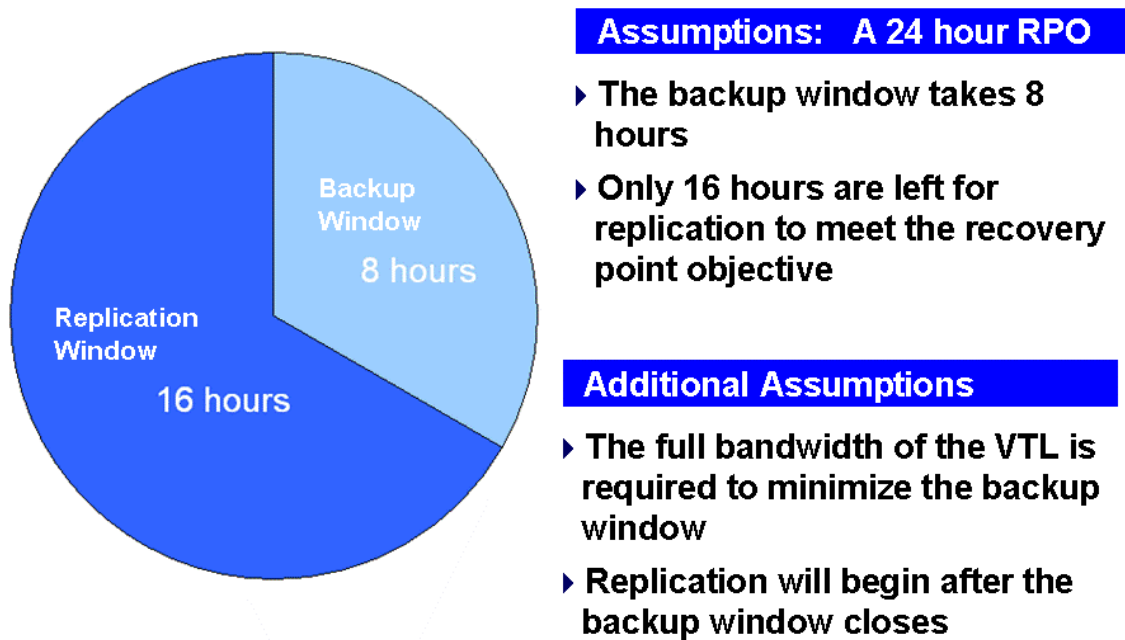 Assumptions: A 24 hour RPO
The backup window takes 8
hours
Only 16 hours are left for
replication to meet the recovery
point objective
Backup
Window
8 hours
Replication
Window
16 hours
Additional Assumptions
The full bandwidth of the VTL is
required to minimize the backup
window
Replication will begin after the
backup window closes